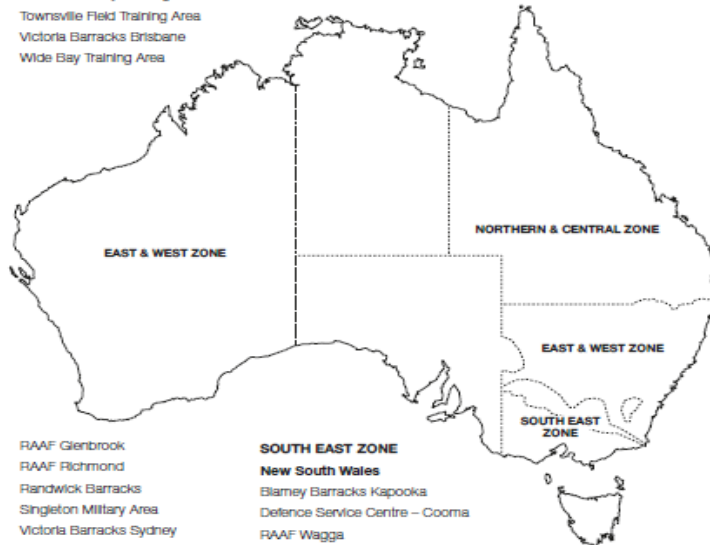 Townsville Field Training Area
Victoria Barracks Brisbane
Wide Bay Training Area
NORTHERN & CENTRAL ZONE
EAST & WEST ZONE
EAST & WEST ZONE
SOUTH EAST
ZONE
RAAF Glenbrook
RAAF Richmond
Randwick Barracks
Singleton Military Area
Victoria Barracks Sydney
SOUTH EAST ZONE
New South Wales
Blamey Barracks Kapooka
Defence Service Centre – Cooma
RAAF Wagga